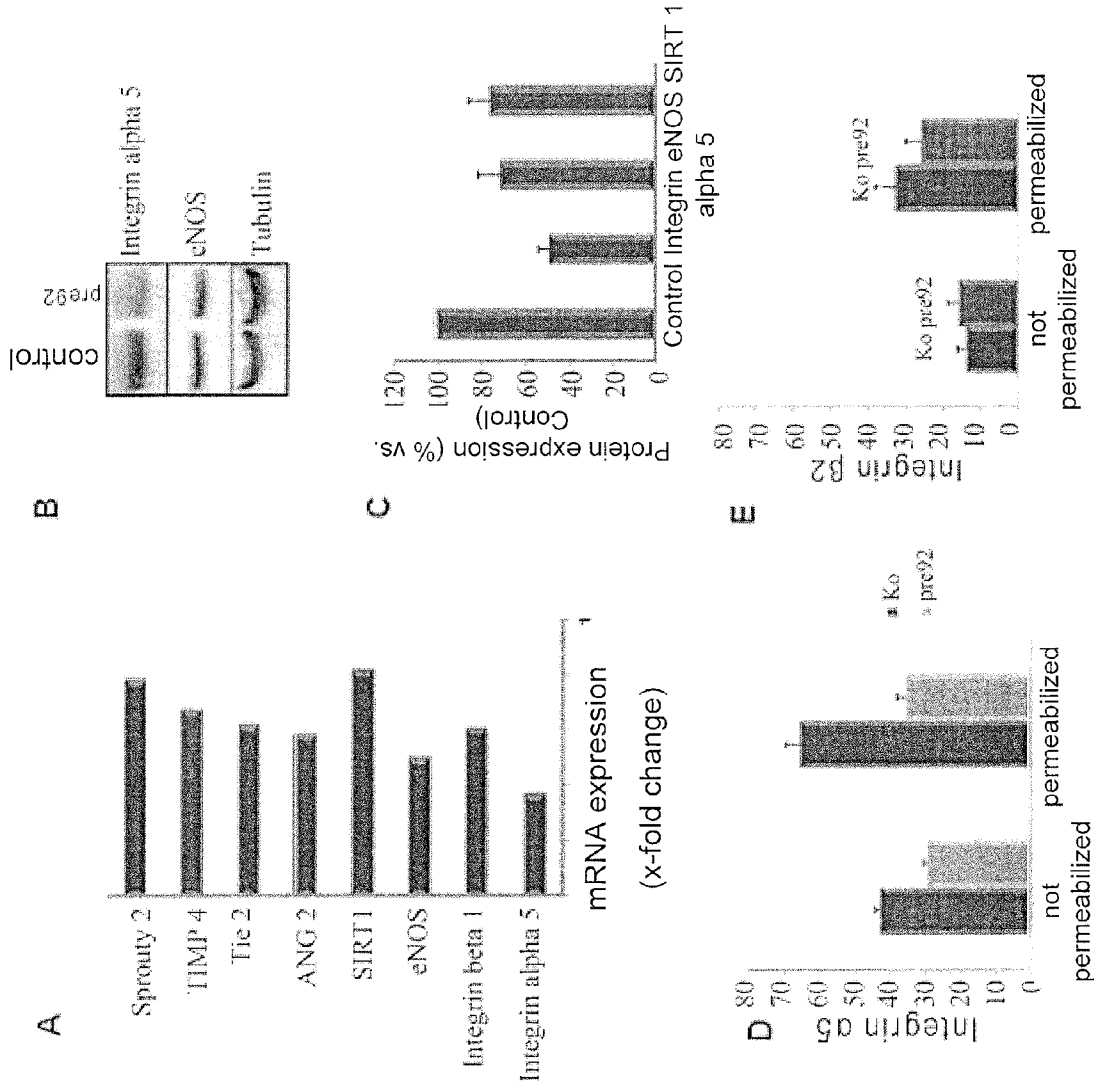 A
Sprouty 2
TIMP 4
Tie 2
ANG 2
SIRT1
eNOS
Integrin beta 1
Integrin alpha 5
1
mRNA expression
(x-fold change)
B
control
pre92
Integrin alpha 5
eNOS
Tubulin
C
Protein expression (% vs.
Control)
120
100
80
60
40
20
0
Control Integrin eNOS SIRT 1
alpha 5
D
Integrin α5
80
70
60
50
40
30
20
10
0
not
permeabilized
permeabilized
Ko
pre92
E
Integrin β2
80
70
60
50
40
30
20
10
0
Ko pre92
Ko pre92
not
permeabilized
permeabilized